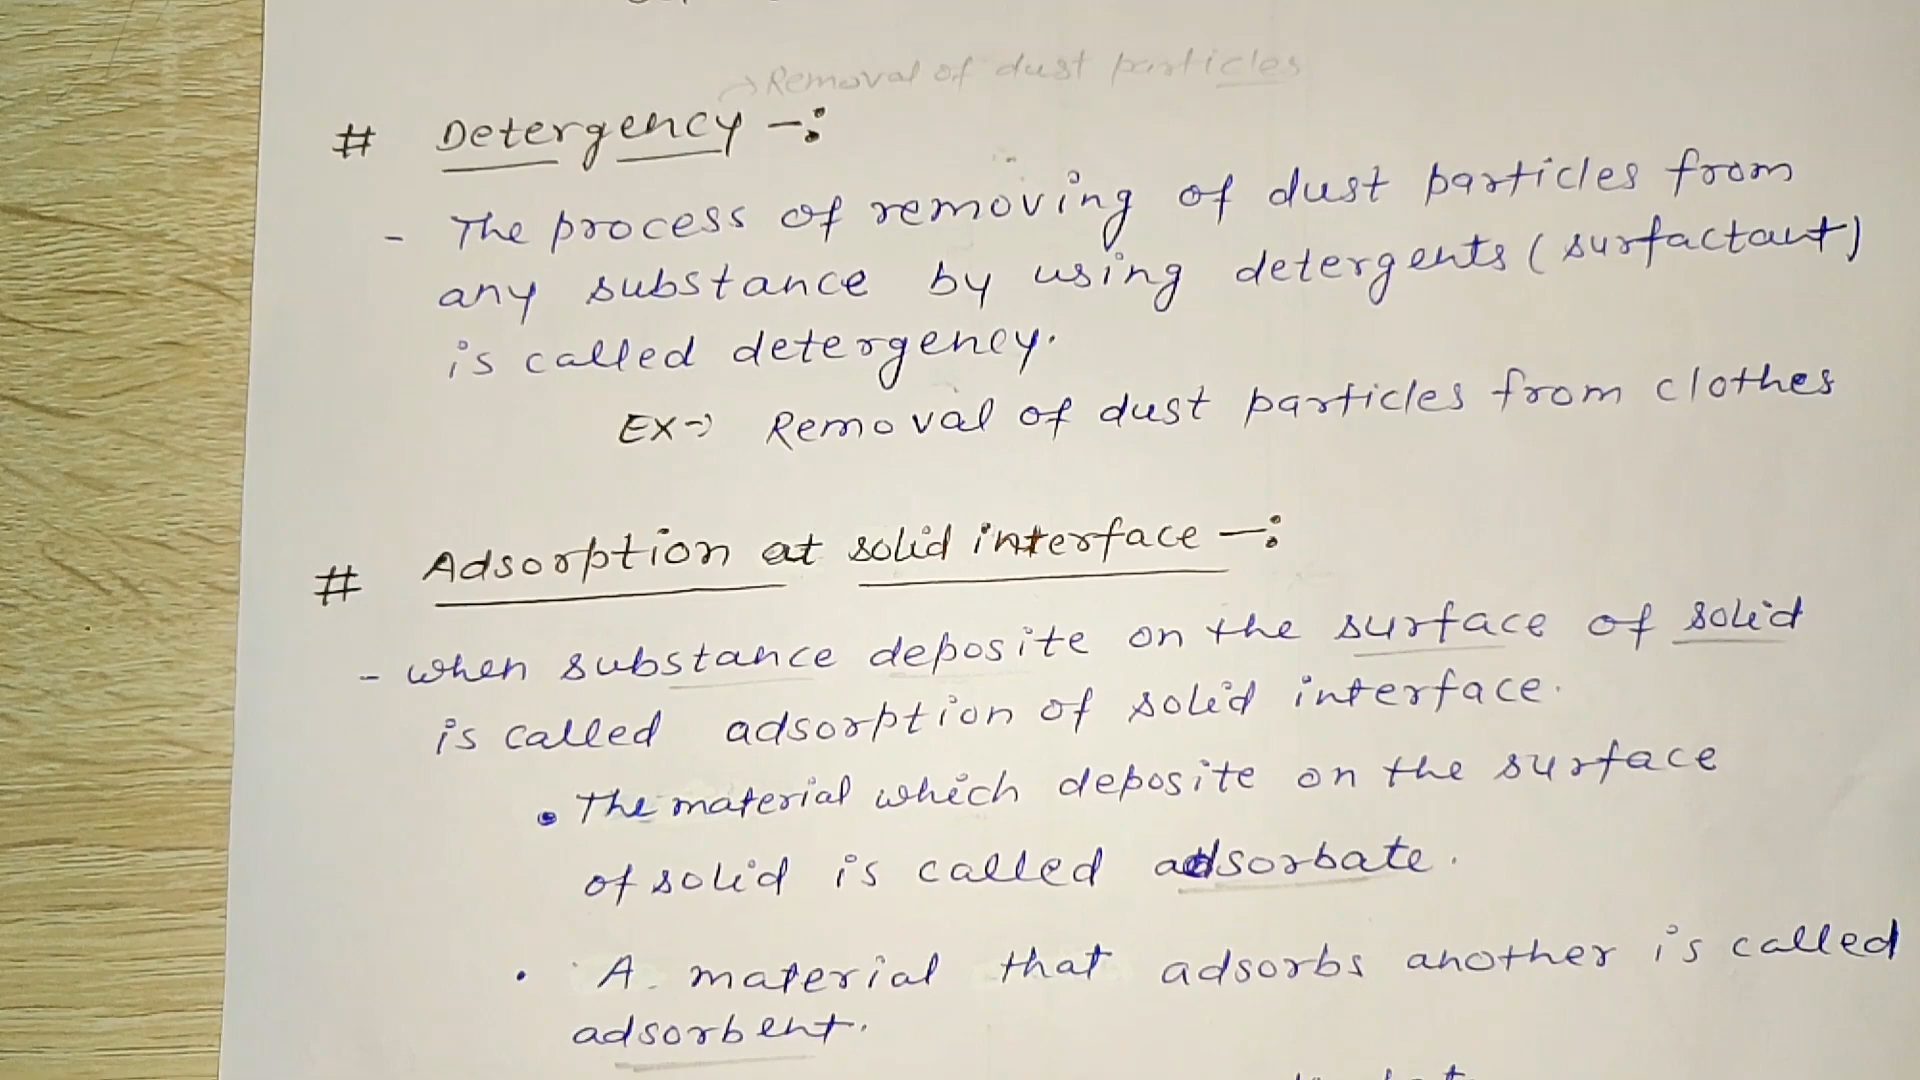 → Removal of dust particles
# Detergency -:
- The process of removing of dust particles from
any substance by using detergents (surfactant)
is called detergency.
EX→ Removal of dust particles from clothes
# Adsorption at solid interface -:
- when substance deposite on the surface of solid
is called adsorption of solid interface.
• The material which deposite on the surface
of solid is called adsorbate.
• A material that adsorbs another is called
adsorbent.